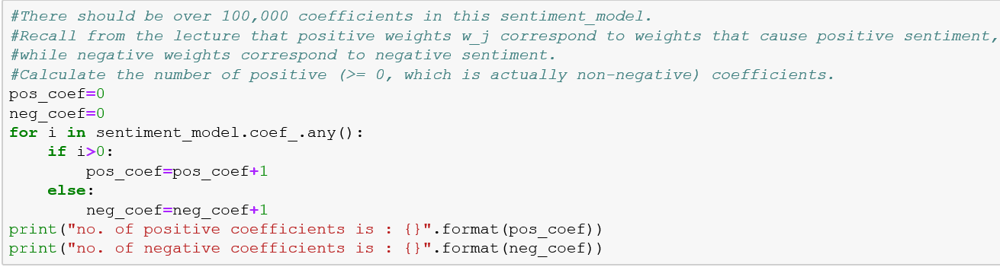 #There should be over 100,000 coefficients in this sentiment_model.
#Recall from the lecture that positive weights w_j correspond to weights that cause positive sentiment,
#while negative weights correspond to negative sentiment.
#Calculate the number of positive (>= 0, which is actually non-negative) coefficients.
pos_coef=0
neg_coef=0
for i in sentiment_model.coef_.any():
    if i>0:
        pos_coef=pos_coef+1
    else:
        neg_coef=neg_coef+1
print("no. of positive coefficients is : {}".format(pos_coef))
print("no. of negative coefficients is : {}".format(neg_coef))